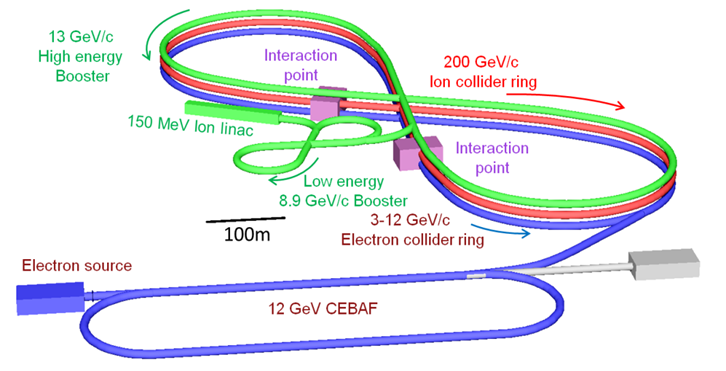 13 GeV/c
High energy
Booster
Interaction
point
200 GeV/c
Ion collider ring
150 MeV Ion linac
Interaction
point
Low energy
8.9 GeV/c Booster
100m
3-12 GeV/c
Electron collider ring
Electron source
12 GeV CEBAF